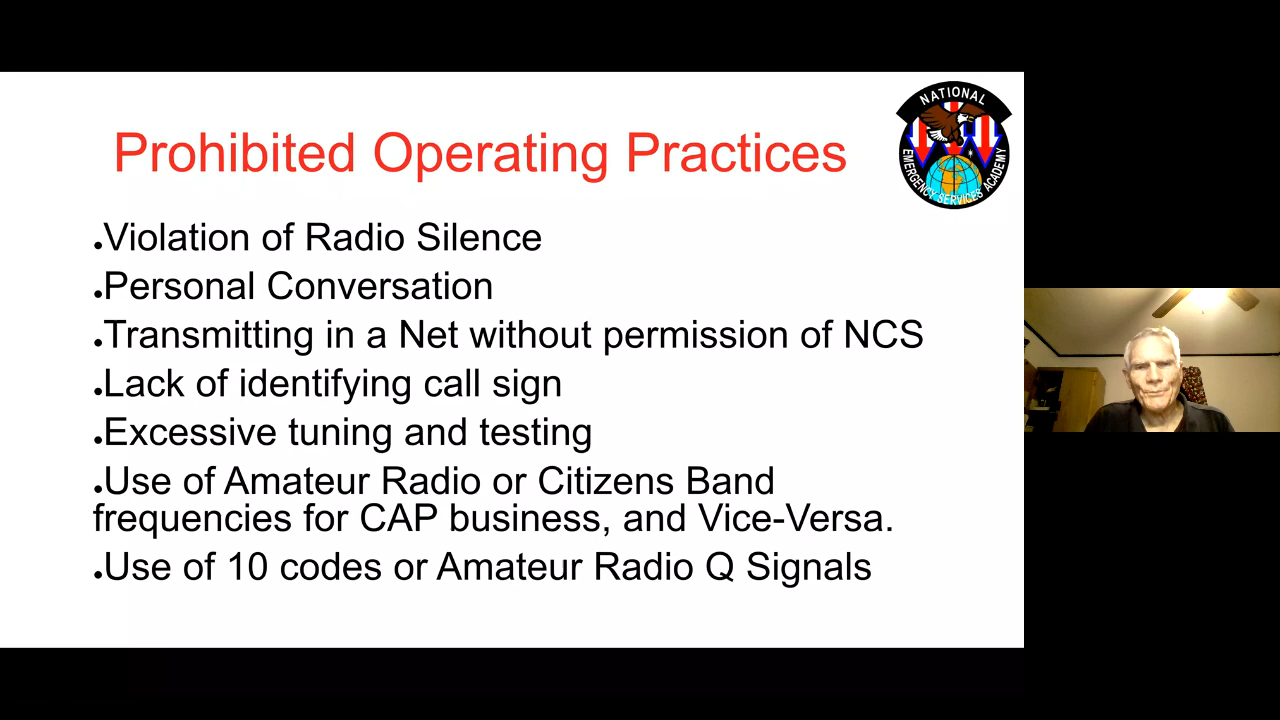 NATIONAL
EMERGENCY SERVICES ACADEMY
Prohibited Operating Practices
●Violation of Radio Silence
●Personal Conversation
●Transmitting in a Net without permission of NCS
●Lack of identifying call sign
●Excessive tuning and testing
●Use of Amateur Radio or Citizens Band
frequencies for CAP business, and Vice-Versa.
●Use of 10 codes or Amateur Radio Q Signals